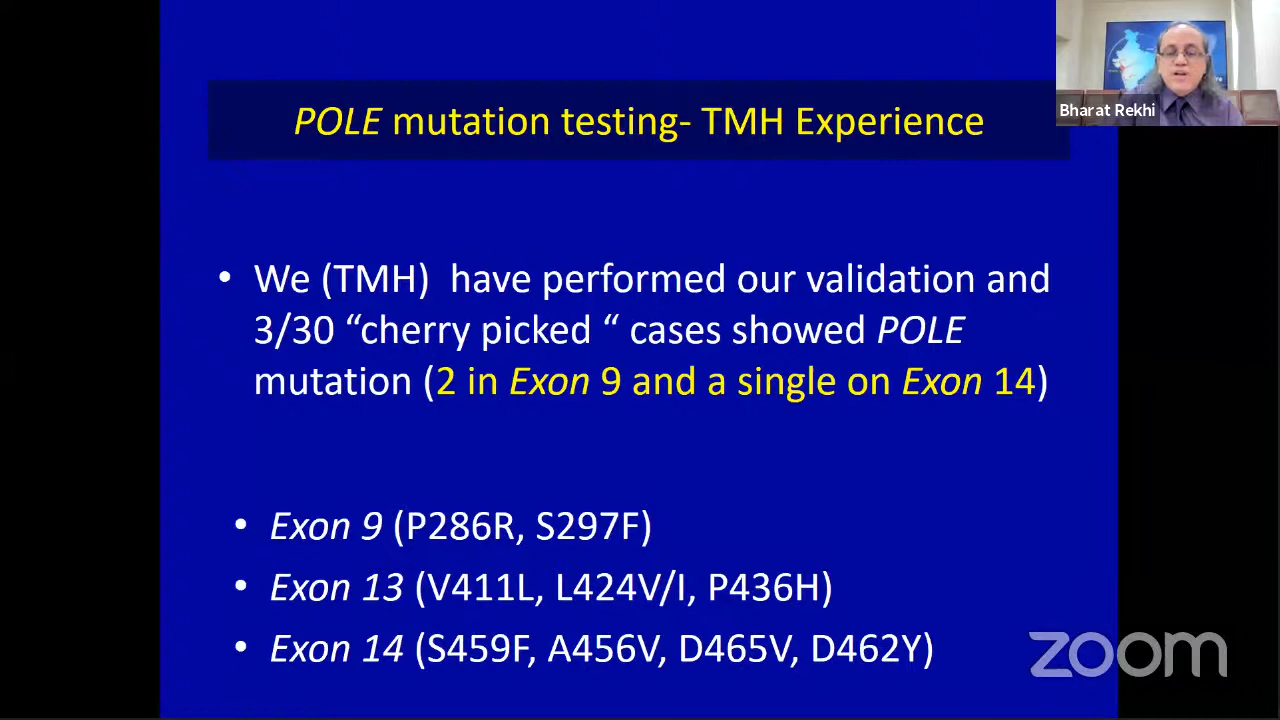 POLE mutation testing- TMH Experience
Bharat Rekhi
• We (TMH) have performed our validation and
3/30 “cherry picked “ cases showed POLE
mutation (2 in Exon 9 and a single on Exon 14)
• Exon 9 (P286R, S297F)
• Exon 13 (V411L, L424V/I, P436H)
• Exon 14 (S459F, A456V, D465V, D462Y)
zoom